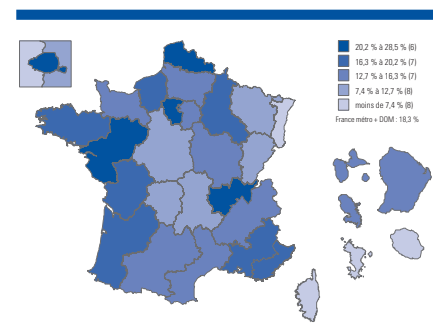 20,2 % à 28,5 % (6)
16,3 % à 20,2 % (7)
12,7 % à 16,3 % (7)
7,4 % à 12,7 % (8)
moins de 7,4 % (8)
France métro + DOM : 18,3 %